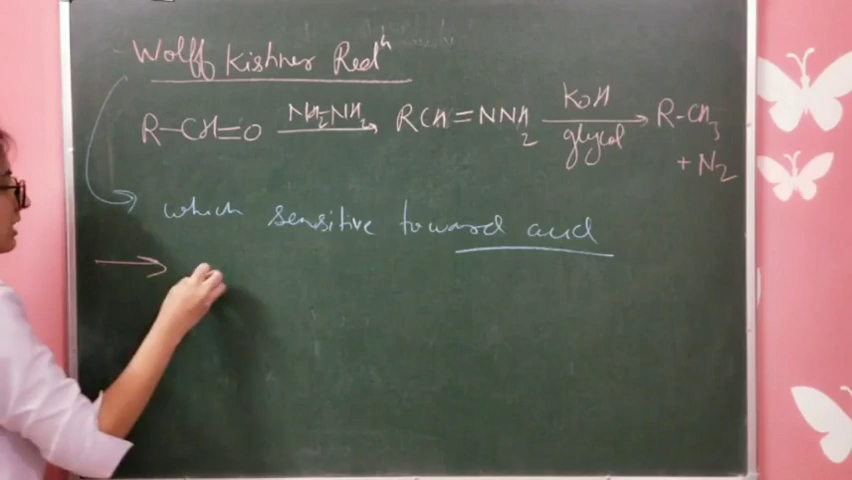 Wolff Kishner Redⁿ
R-CH=O NH₂NH₂ → RCH=NNH₂ KOH glycol → R-CH₃
+ N₂
which sensitive toward acid